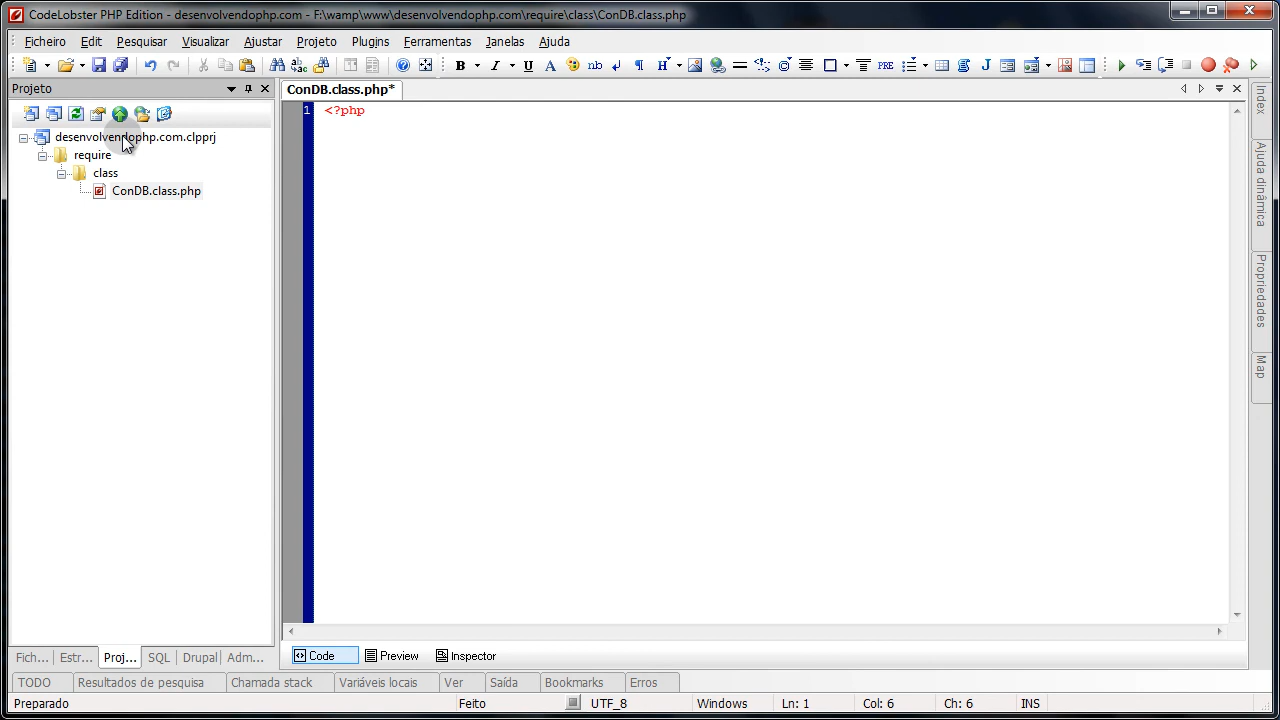 CodeLobster PHP Edition - desenvolvendophp.com - F:\wamp\www\desenvolvendophp.com\require\class\ConDB.class.php
Ficheiro Edit Pesquisar Visualizar Ajustar Projeto Plugins Ferramentas Janelas Ajuda
B I U A nb ¶ H PRE J
Projeto
ConDB.class.php*
1 <?php
desenvolvendophp.com.clpprj
require
class
ConDB.class.php
Index
Ajuda dinâmica
Propriedades
Map
Code Preview Inspector
Fich... Estr... Proj... SQL Drupal Adm...
TODO Resultados de pesquisa Chamada stack Variáveis locais Ver Saída Bookmarks Erros
Preparado Feito UTF_8 Windows Ln: 1 Col: 6 Ch: 6 INS